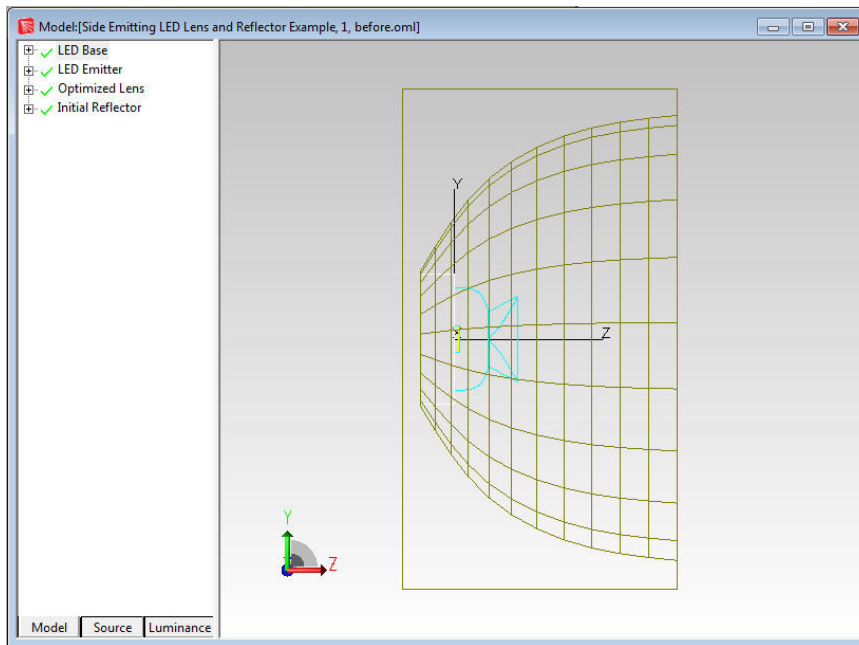 Model:[Side Emitting LED Lens and Reflector Example, 1, before.oml]
LED Base
LED Emitter
Optimized Lens
Initial Reflector
Y
X
Z
Y
Z
Model Source Luminance